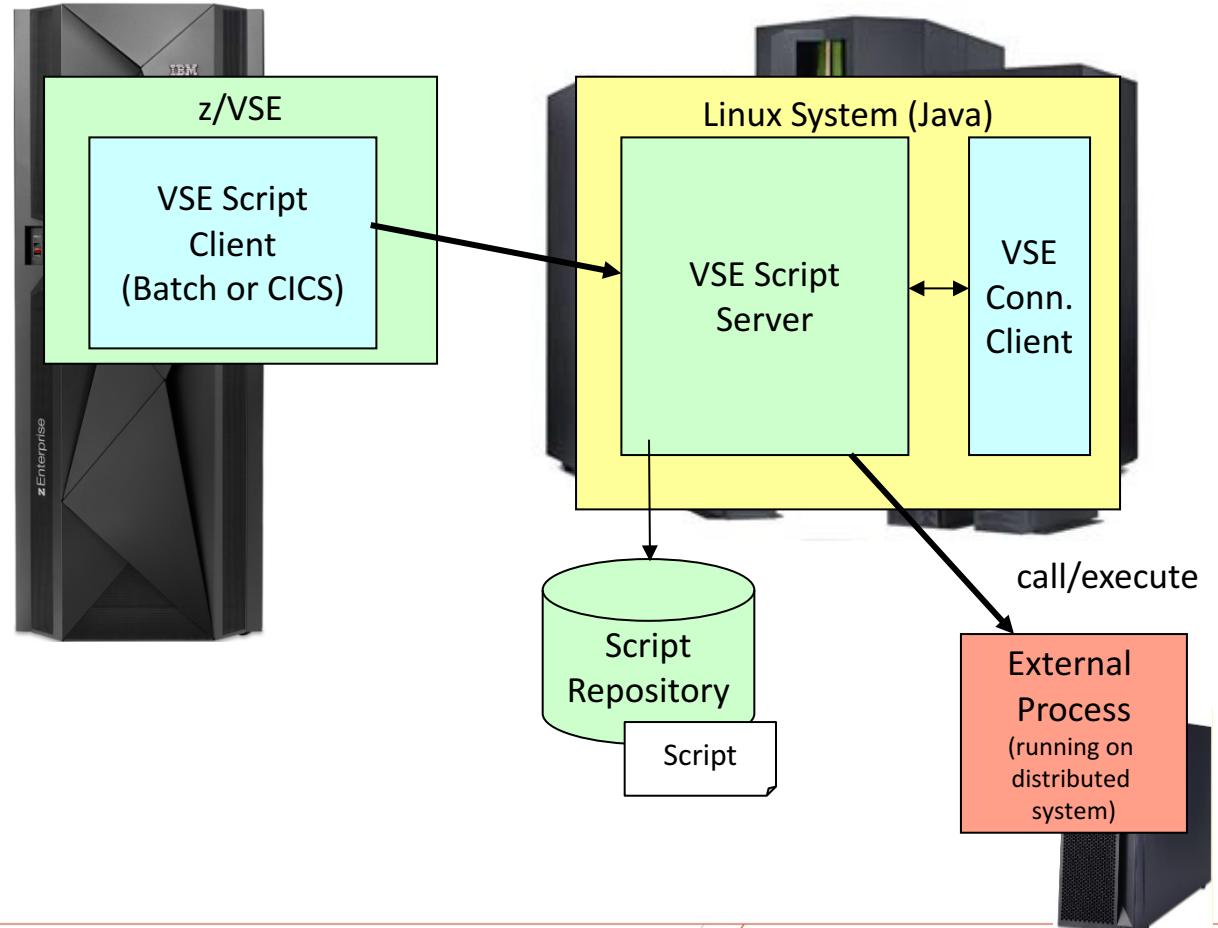 IBM
z/VSE
VSE Script
Client
(Batch or CICS)
zEnterprise
Linux System (Java)
VSE Script
Server
VSE
Conn.
Client
Script
Repository
Script
call/execute
External
Process
(running on
distributed
system)